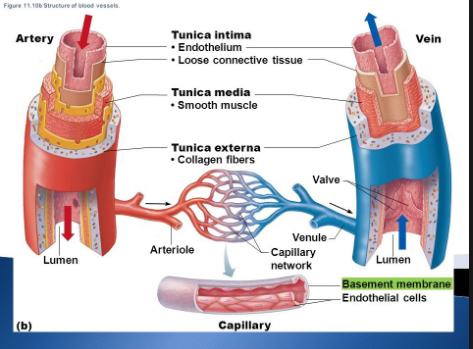 Figure 11.10b Structure of blood vessels.
Artery
Tunica intima
• Endothelium
• Loose connective tissue
Vein
Tunica media
• Smooth muscle
Tunica externa
• Collagen fibers
Valve
Lumen
Arteriole
Venule
Capillary
network
Lumen
Basement membrane
Endothelial cells
(b)
Capillary